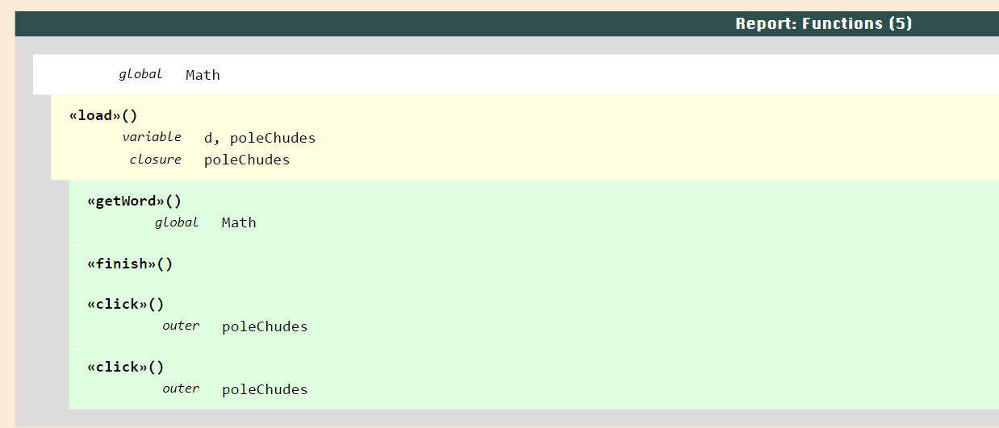 Report: Functions (5)
global Math
«load»()
variable d, poleChudes
closure poleChudes
«getWord»()
global Math
«finish»()
«click»()
outer poleChudes
«click»()
outer poleChudes